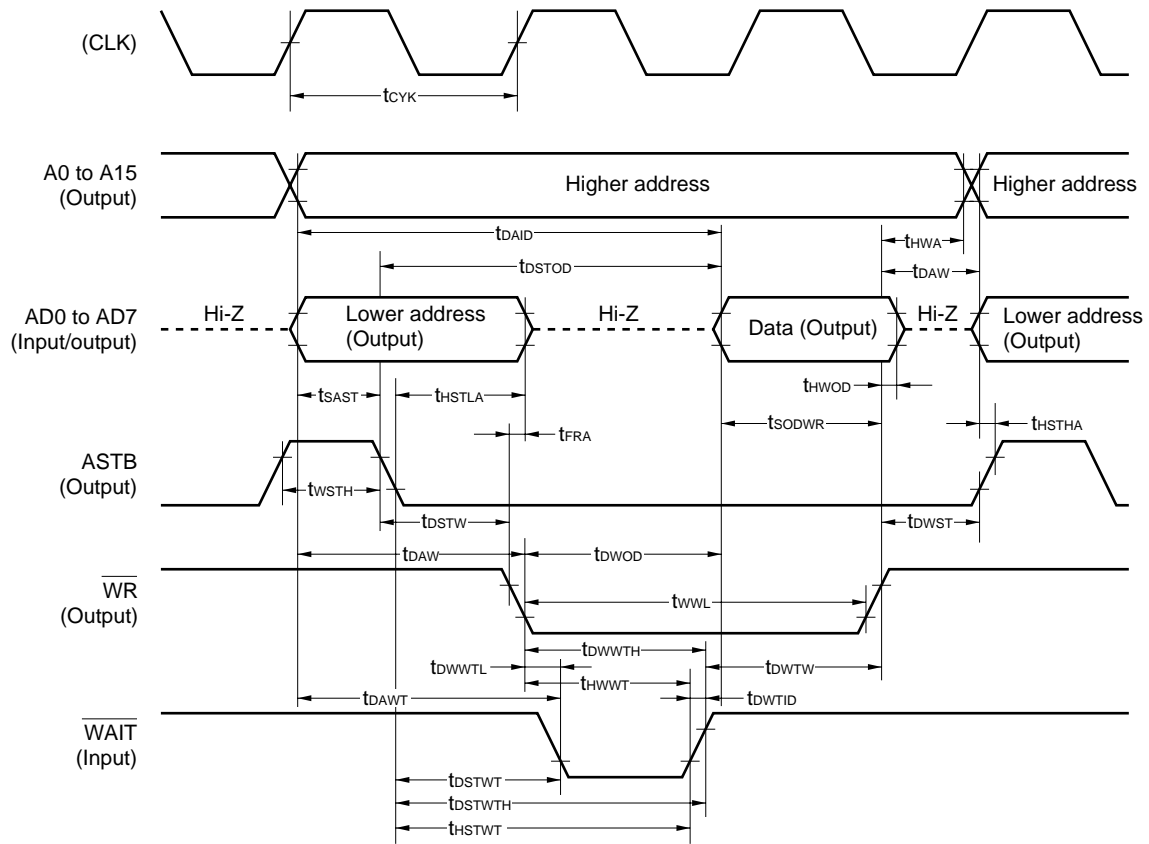 (CLK)
tCYK
A0 to A15
(Output)
Higher address
Higher address
tDAID
tHWA
tDSTOD
tDAW
AD0 to AD7
(Input/output)
Hi-Z
Lower address
(Output)
Hi-Z
Data (Output)
Hi-Z
Lower address
(Output)
tHWOD
tSAST
tHSTLA
tFRA
tSODWR
tHSTHA
ASTB
(Output)
tWSTH
tDSTW
tDWST
tDAW
tDWOD
WR
(Output)
tWWL
tDWWTH
tDWWTL
tDWTW
tHWWT
tDAWT
tDWTID
WAIT
(Input)
tDSTWT
tDSTWTH
tHSTWT